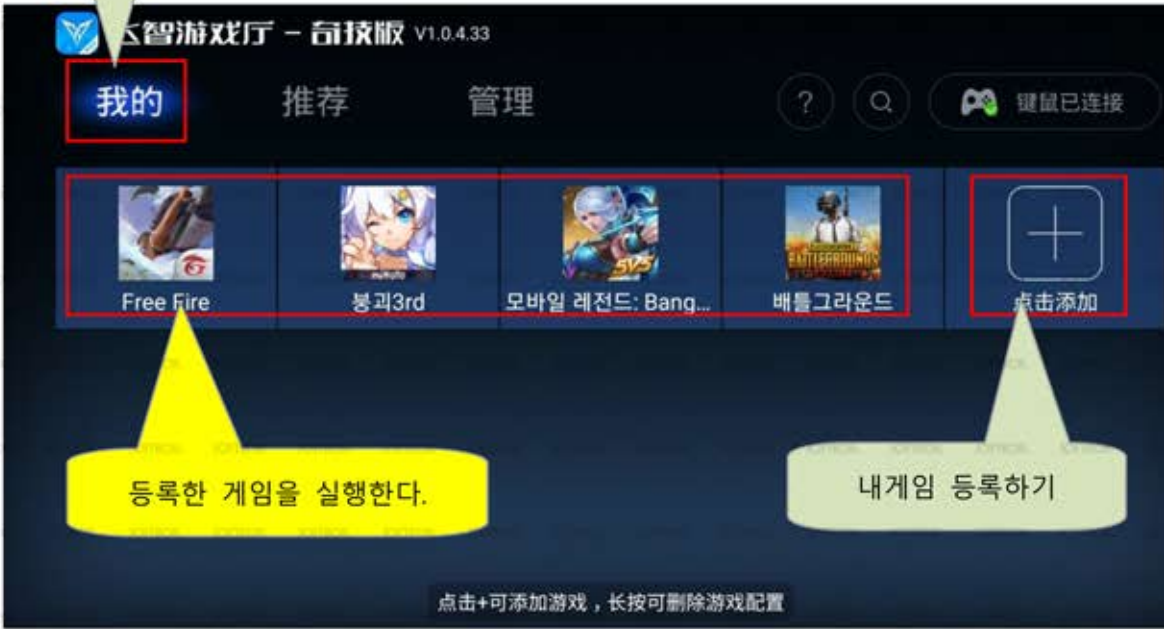 飞智游戏厅 – 奇技版 V1.0.4.33
我的 推荐 管理 ? 键鼠已连接
5V5
BATTLEGROUNDS
Free Fire 붕괴3rd 모바일 레전드: Bang... 배틀그라운드 点击添加
등록한 게임을 실행한다.
내게임 등록하기
点击+可添加游戏，长按可删除游戏配置